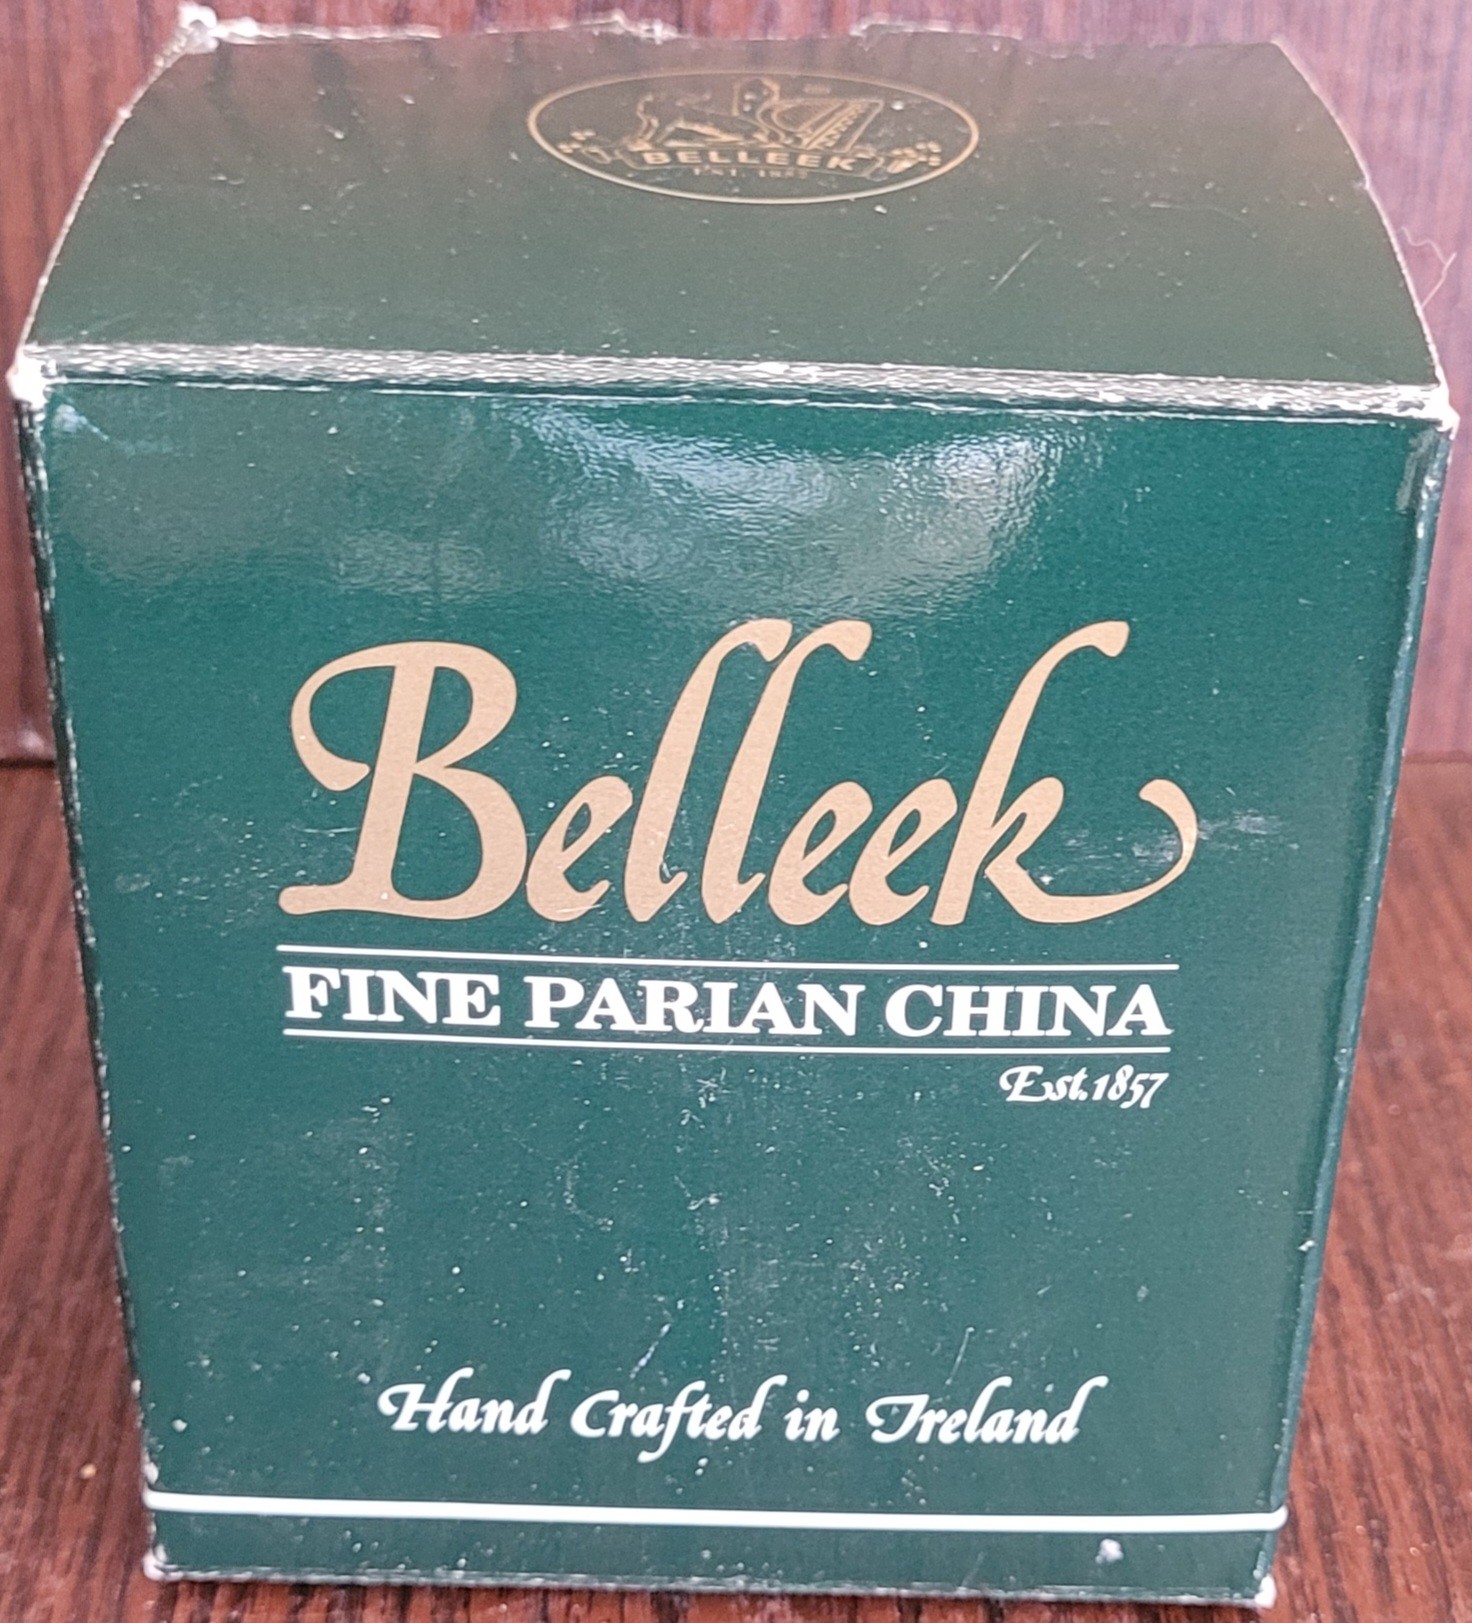 BELLEEK
EST. 1857
Belleek
FINE PARIAN CHINA
Est. 1857
Hand Crafted in Ireland